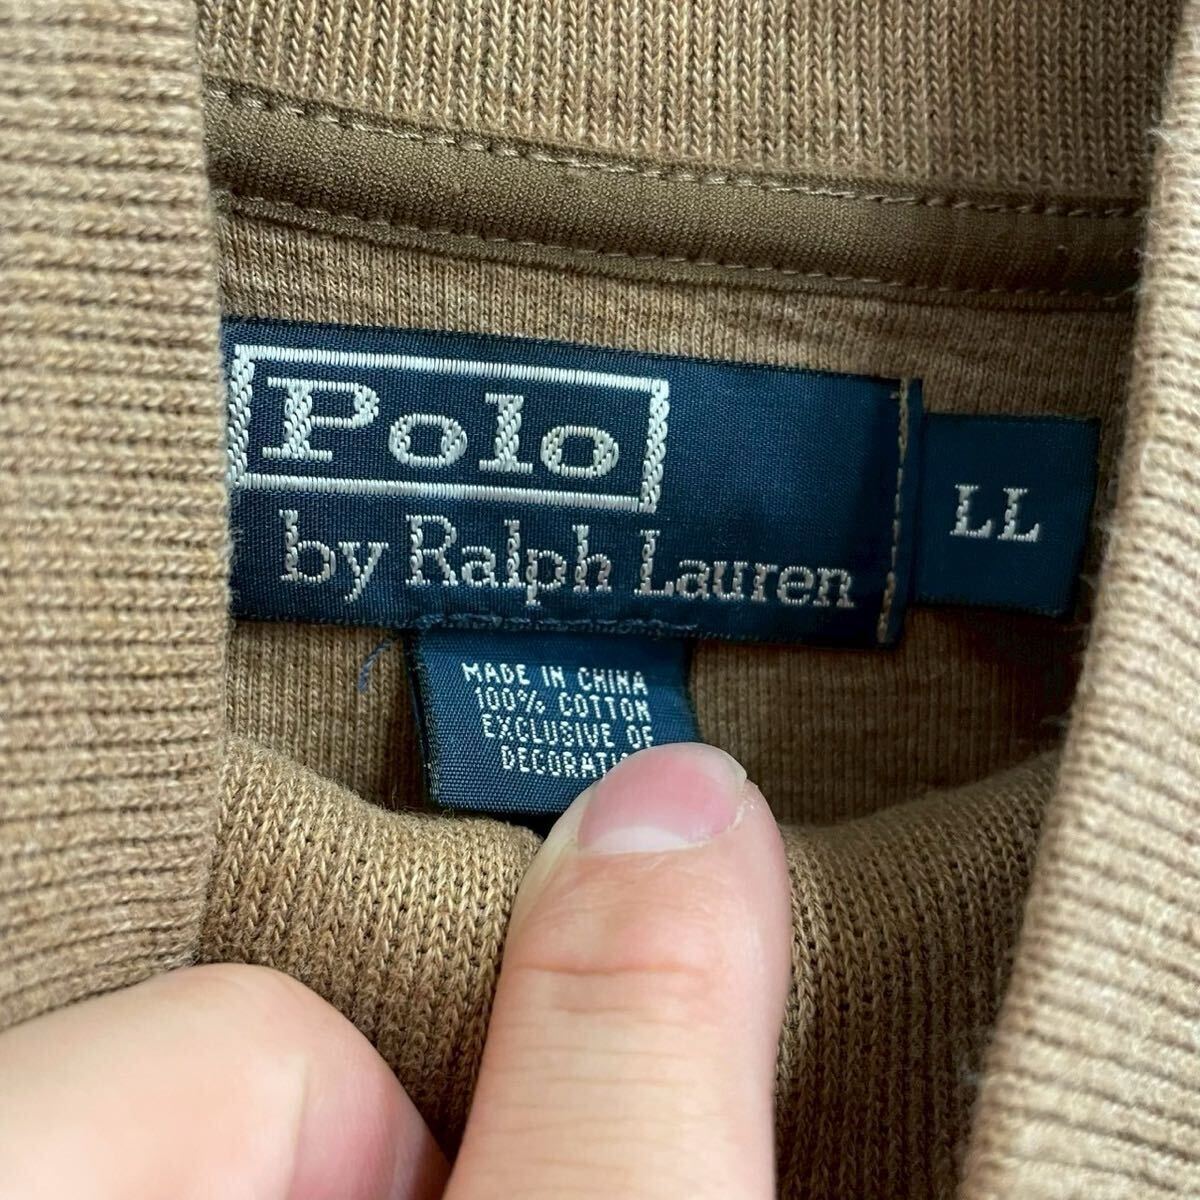 Polo
by Ralph Lauren
LL
MADE IN CHINA
100% COTTON
EXCLUSIVE OF